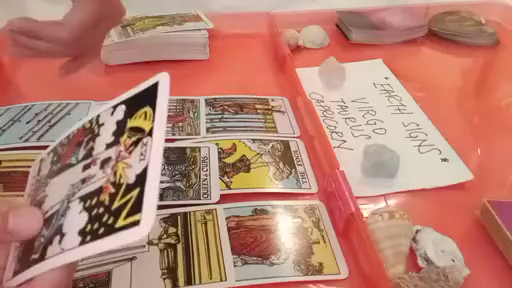 *EARTH SIGNS*
VIRGO
TAURUS
CAPRICORN
QUEEN of CUPS
THE FOOL